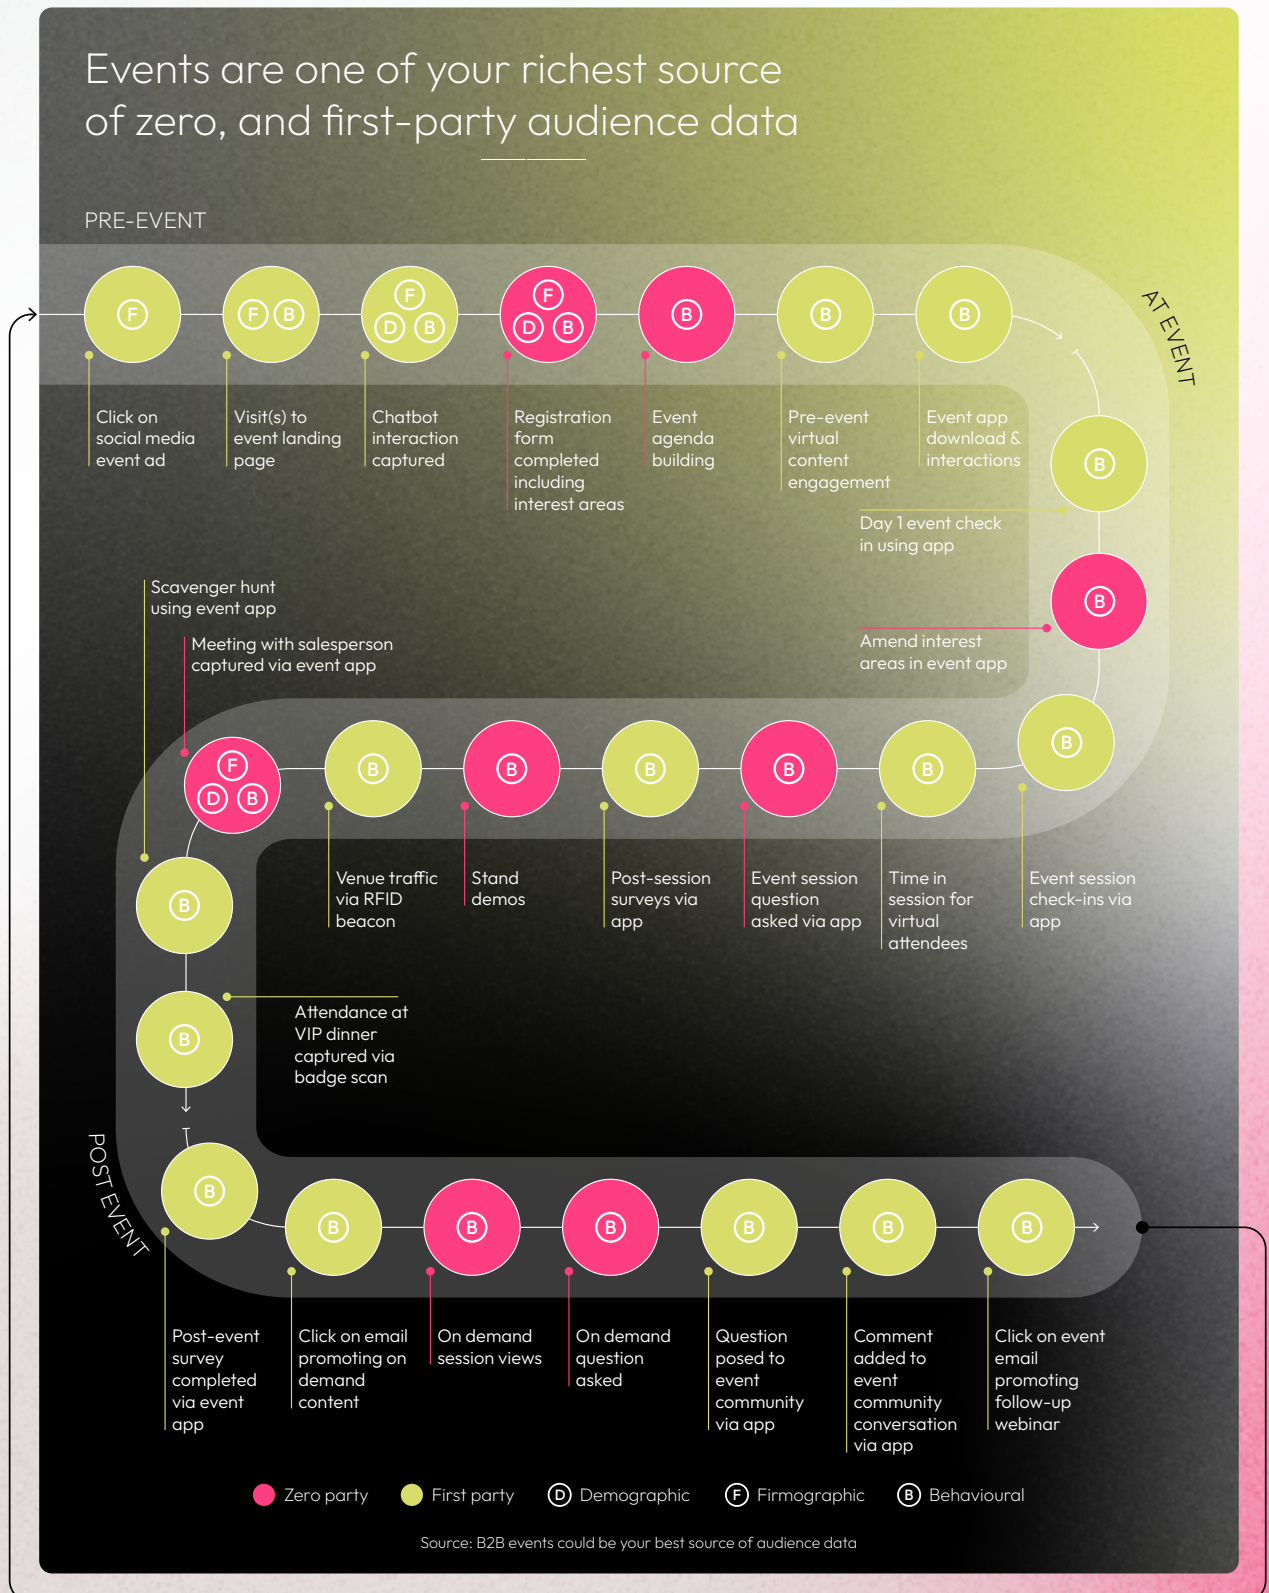 Events are one of your richest source
of zero, and first-party audience data
PRE-EVENT
F
F B
F
D B
F
D B
B
B
B
AT EVENT
Click on
social media
event ad
Visit(s) to
event landing
page
Chatbot
interaction
captured
Registration
form
completed
including
interest areas
Event
agenda
building
Pre-event
virtual
content
engagement
Event app
download &
interactions
B
Day 1 event check
in using app
B
Amend interest
areas in event app
Scavenger hunt
using event app
Meeting with salesperson
captured via event app
F
D B
B
B
B
B
B
B
Venue traffic
via RFID
beacon
Stand
demos
Post-session
surveys via
app
Event session
question
asked via app
Time in
session for
virtual
attendees
Event session
check-ins via
app
B
B
Attendance at
VIP dinner
captured via
badge scan
POST EVENT
B
B
B
B
B
B
B
Post-event
survey
completed
via event
app
Click on email
promoting on
demand
content
On demand
session views
On demand
question
asked
Question
posed to
event
community
via app
Comment
added to
event
community
conversation
via app
Click on event
email
promoting
follow-up
webinar
Zero party First party D Demographic F Firmographic B Behavioural
Source: B2B events could be your best source of audience data